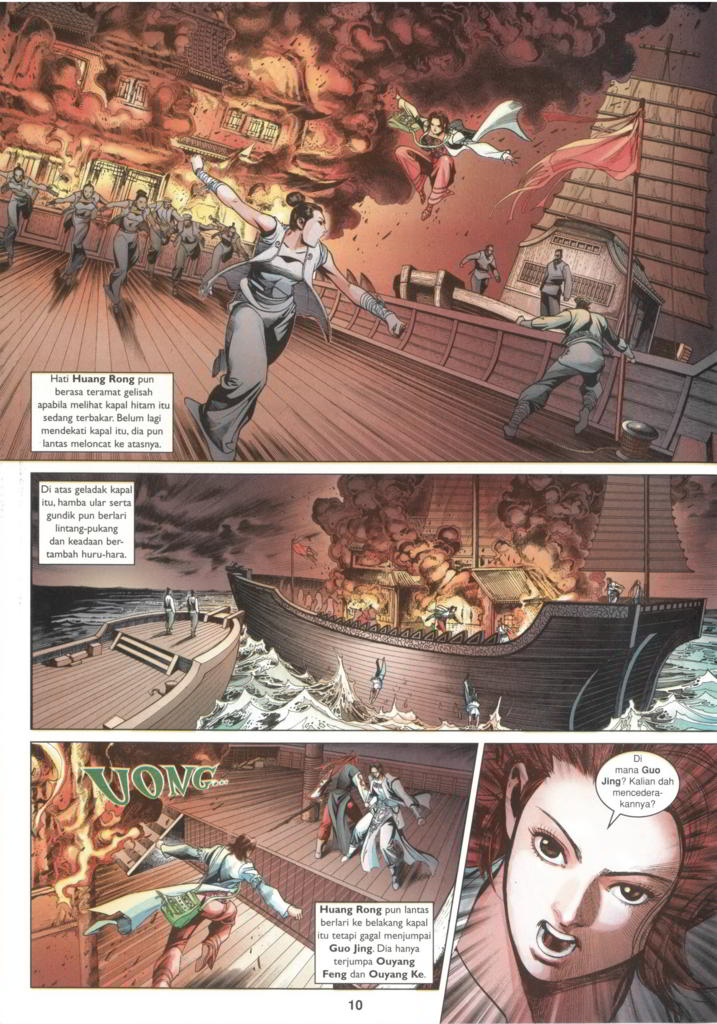 Hati Huang Rong pun
berasa teramat gelisah
apabila melihat kapal hitam itu
sedang terbakar. Belum lagi
mendekati kapal itu, dia pun
lantas meloncat ke atasnya.
Di atas geladak kapal
itu, hamba ular serta
gundik pun berlari
lintang-pukang
dan keadaan ber-
tambah huru-hara.
VONG...
Huang Rong pun lantas
berlari ke belakang kapal
itu tetapi gagal menjumpai
Guo Jing. Dia hanya
terjumpa Ouyang
Feng dan Ouyang Ke.
Di
mana Guo
Jing? Kalian dah
mencedera-
kannya?
10